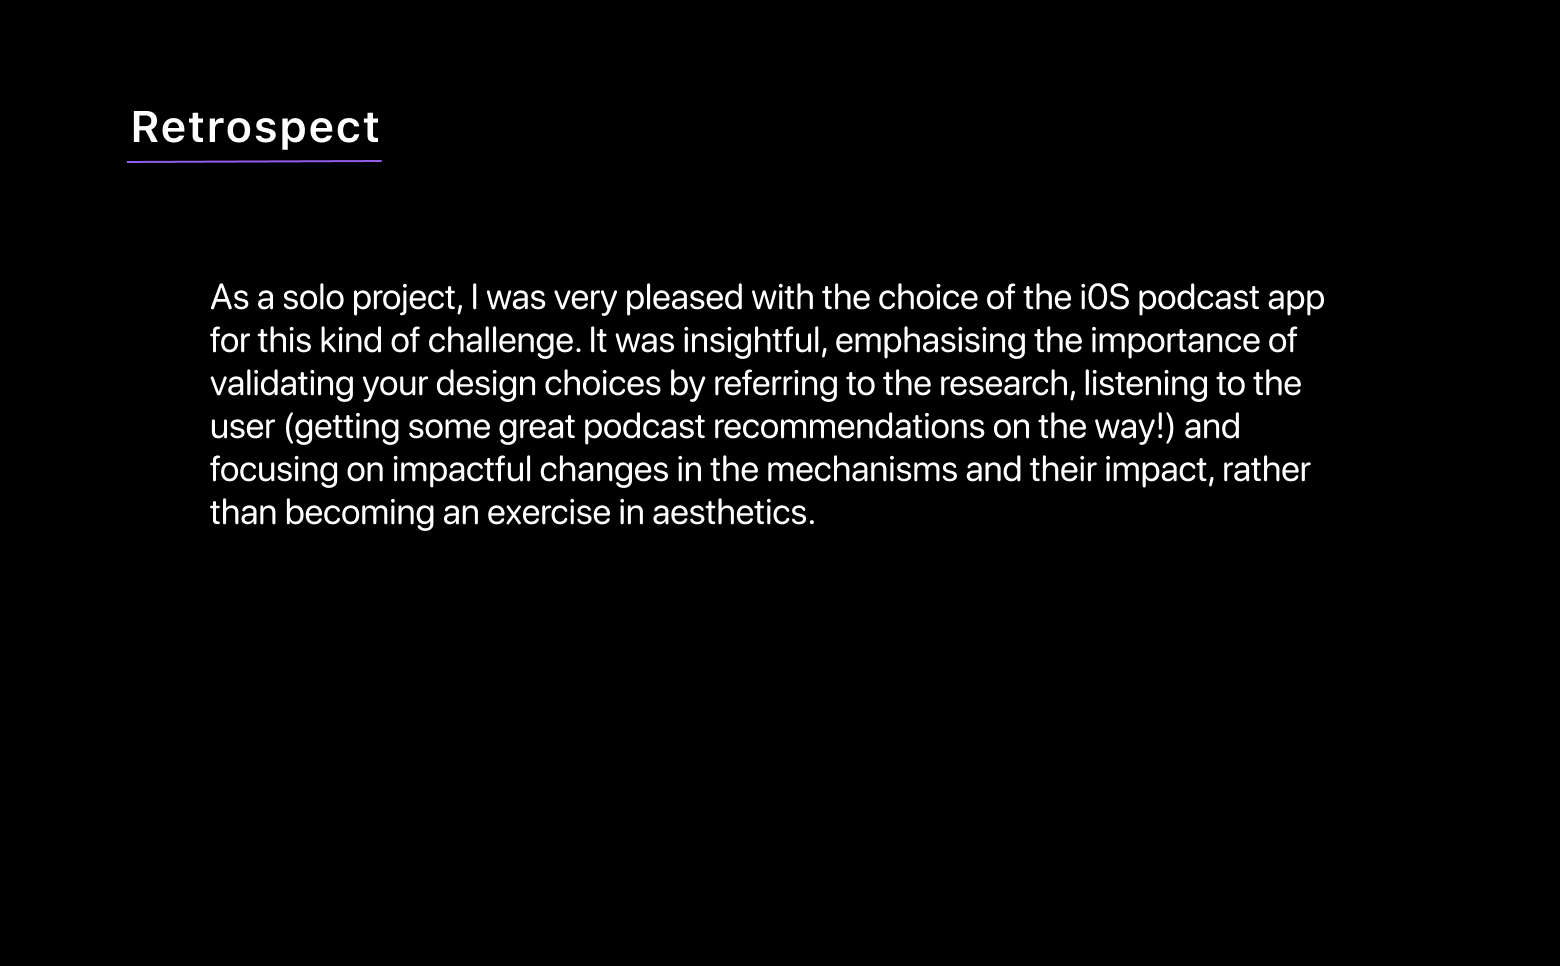 Retrospect
As a solo project, I was very pleased with the choice of the iOS podcast app
for this kind of challenge. It was insightful, emphasising the importance of
validating your design choices by referring to the research, listening to the
user (getting some great podcast recommendations on the way!) and
focusing on impactful changes in the mechanisms and their impact, rather
than becoming an exercise in aesthetics.